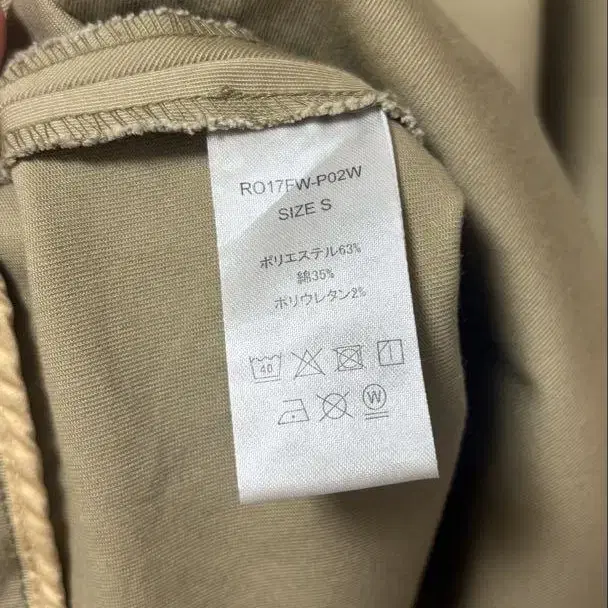 RO17FW-P02W
SIZE S
ポリエステル63%
綿35%
ポリウレタン2%
40
W